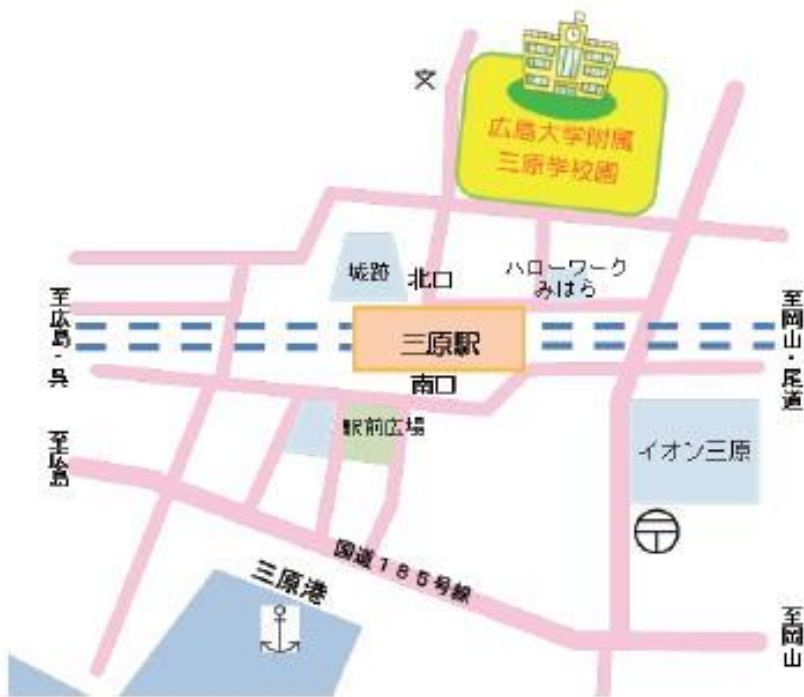 文
広島大学附属
三原学校園
城跡
北口
ハローワーク
みはら
至広島・呉
三原駅
至岡山・尾道
南口
駅前広場
至広島
イオン三原
国道185号線
三原港
至岡山